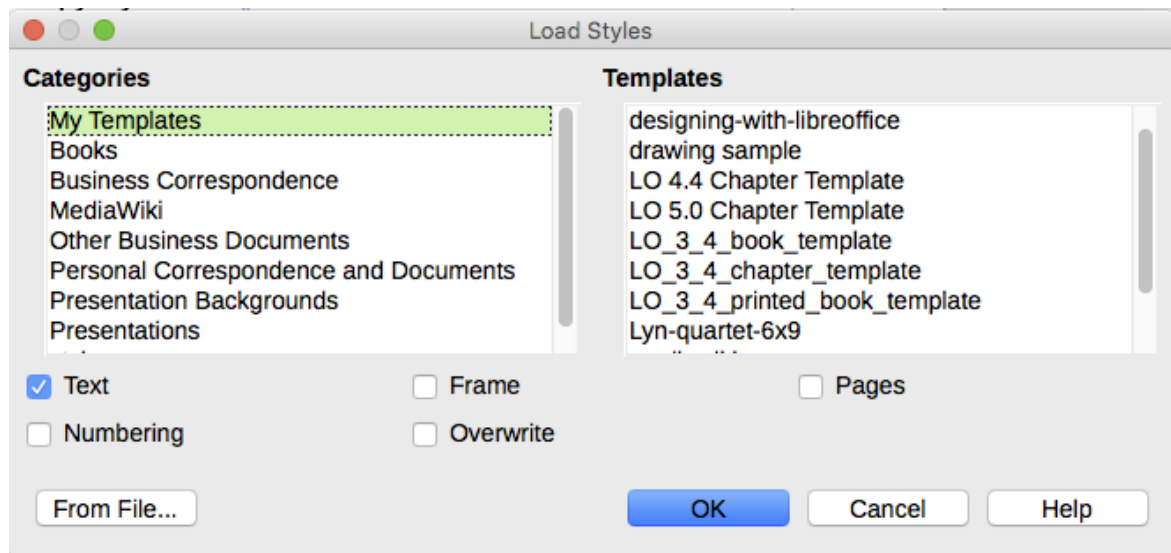 Load Styles
Categories
My Templates
Books
Business Correspondence
MediaWiki
Other Business Documents
Personal Correspondence and Documents
Presentation Backgrounds
Presentations
Templates
designing-with-libreoffice
drawing sample
LO 4.4 Chapter Template
LO 5.0 Chapter Template
LO_3_4_book_template
LO_3_4_chapter_template
LO_3_4_printed_book_template
Lyn-quartet-6x9
Text
Frame
Pages
Numbering
Overwrite
From File...
OK
Cancel
Help